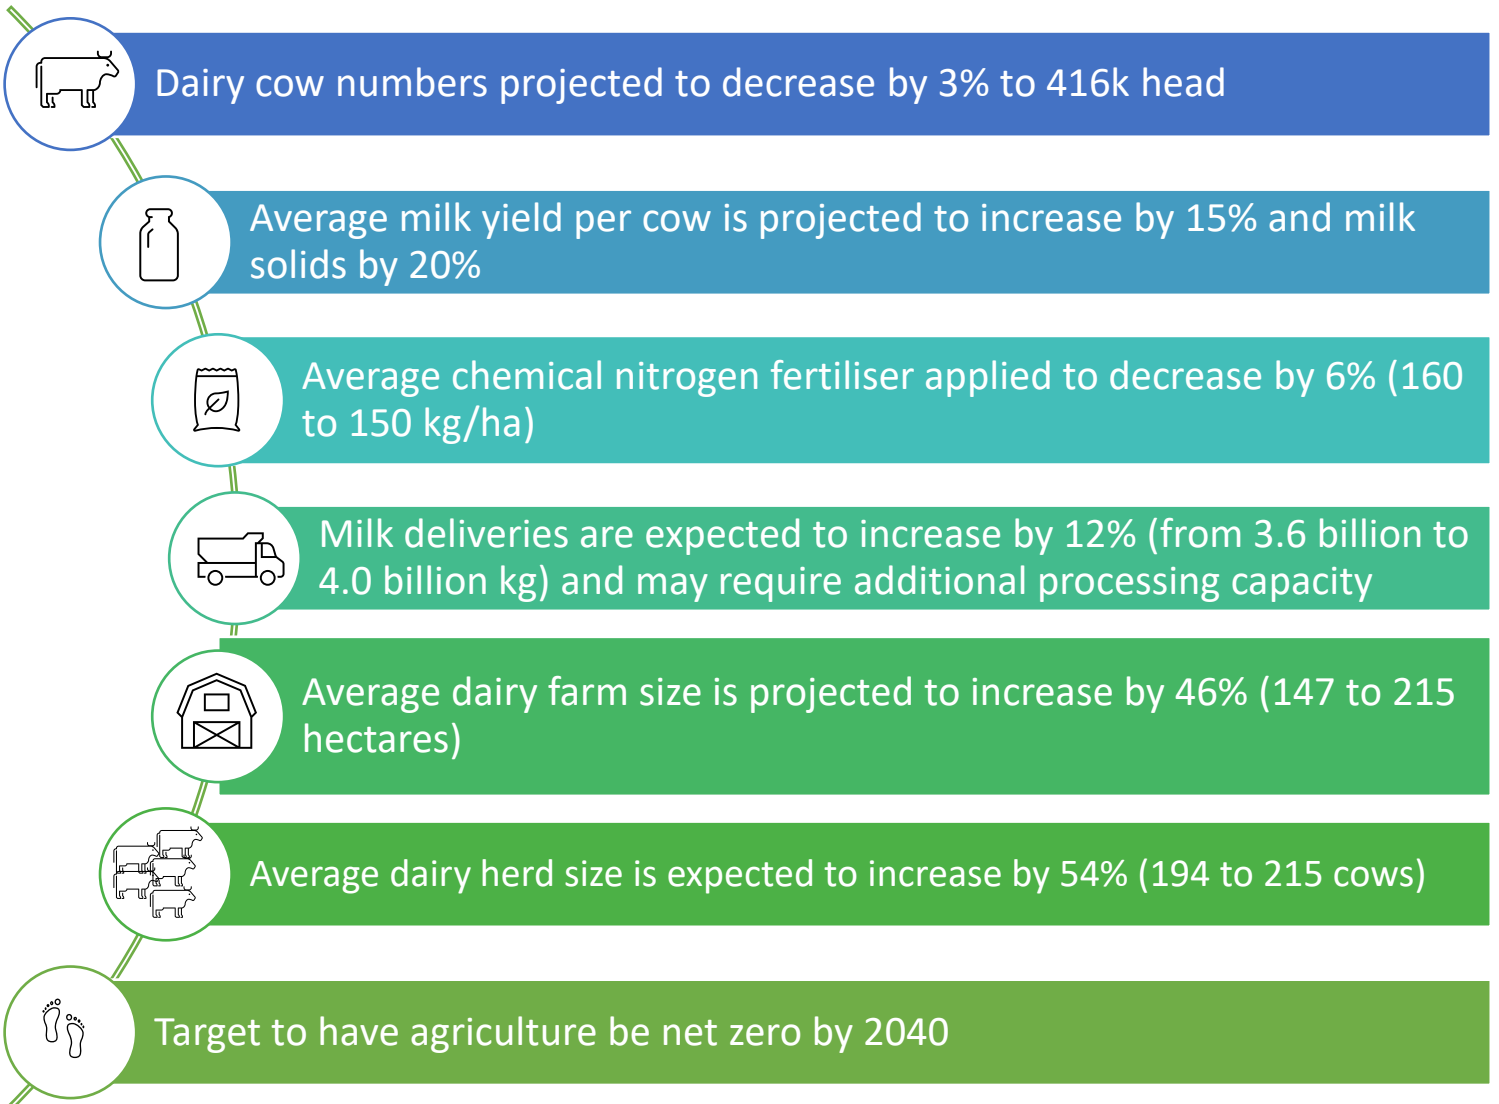 Dairy cow numbers projected to decrease by 3% to 416k head
Average milk yield per cow is projected to increase by 15% and milk
solids by 20%
Average chemical nitrogen fertiliser applied to decrease by 6% (160
to 150 kg/ha)
Milk deliveries are expected to increase by 12% (from 3.6 billion to
4.0 billion kg) and may require additional processing capacity
Average dairy farm size is projected to increase by 46% (147 to 215
hectares)
Average dairy herd size is expected to increase by 54% (194 to 215 cows)
Target to have agriculture be net zero by 2040